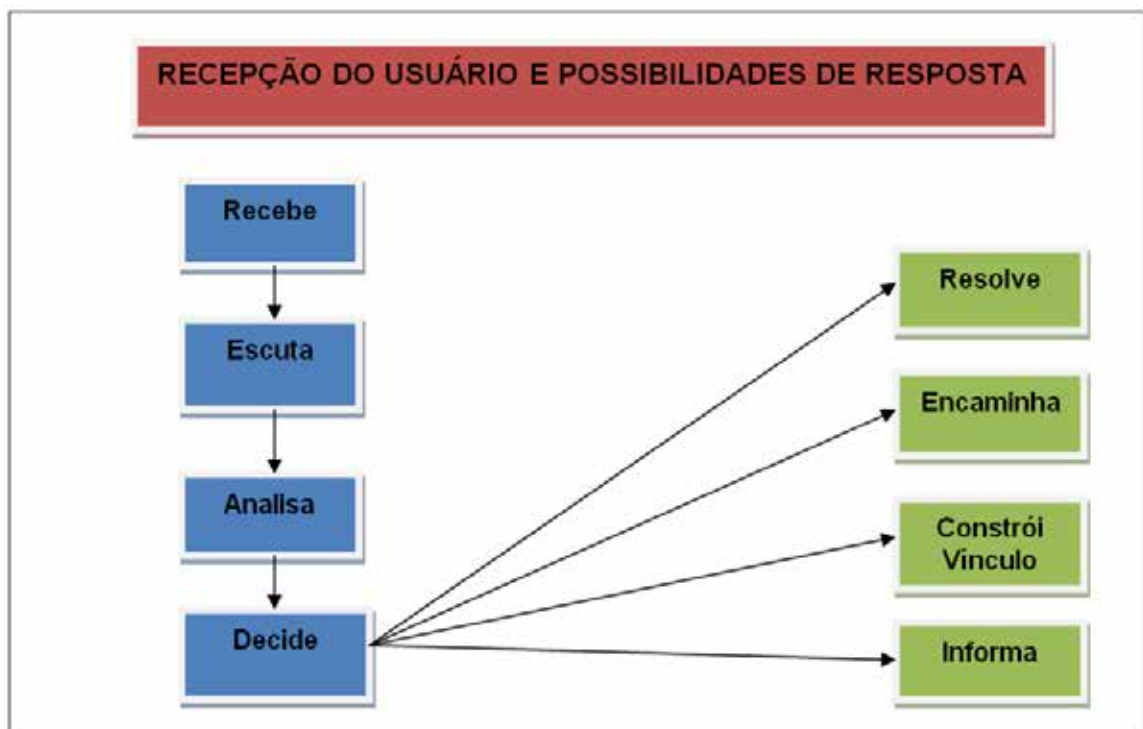 RECEPÇÃO DO USUÁRIO E POSSIBILIDADES DE RESPOSTA
Recebe
Escuta
Analisa
Decide
Resolve
Encaminha
Constrói
Vínculo
Informa